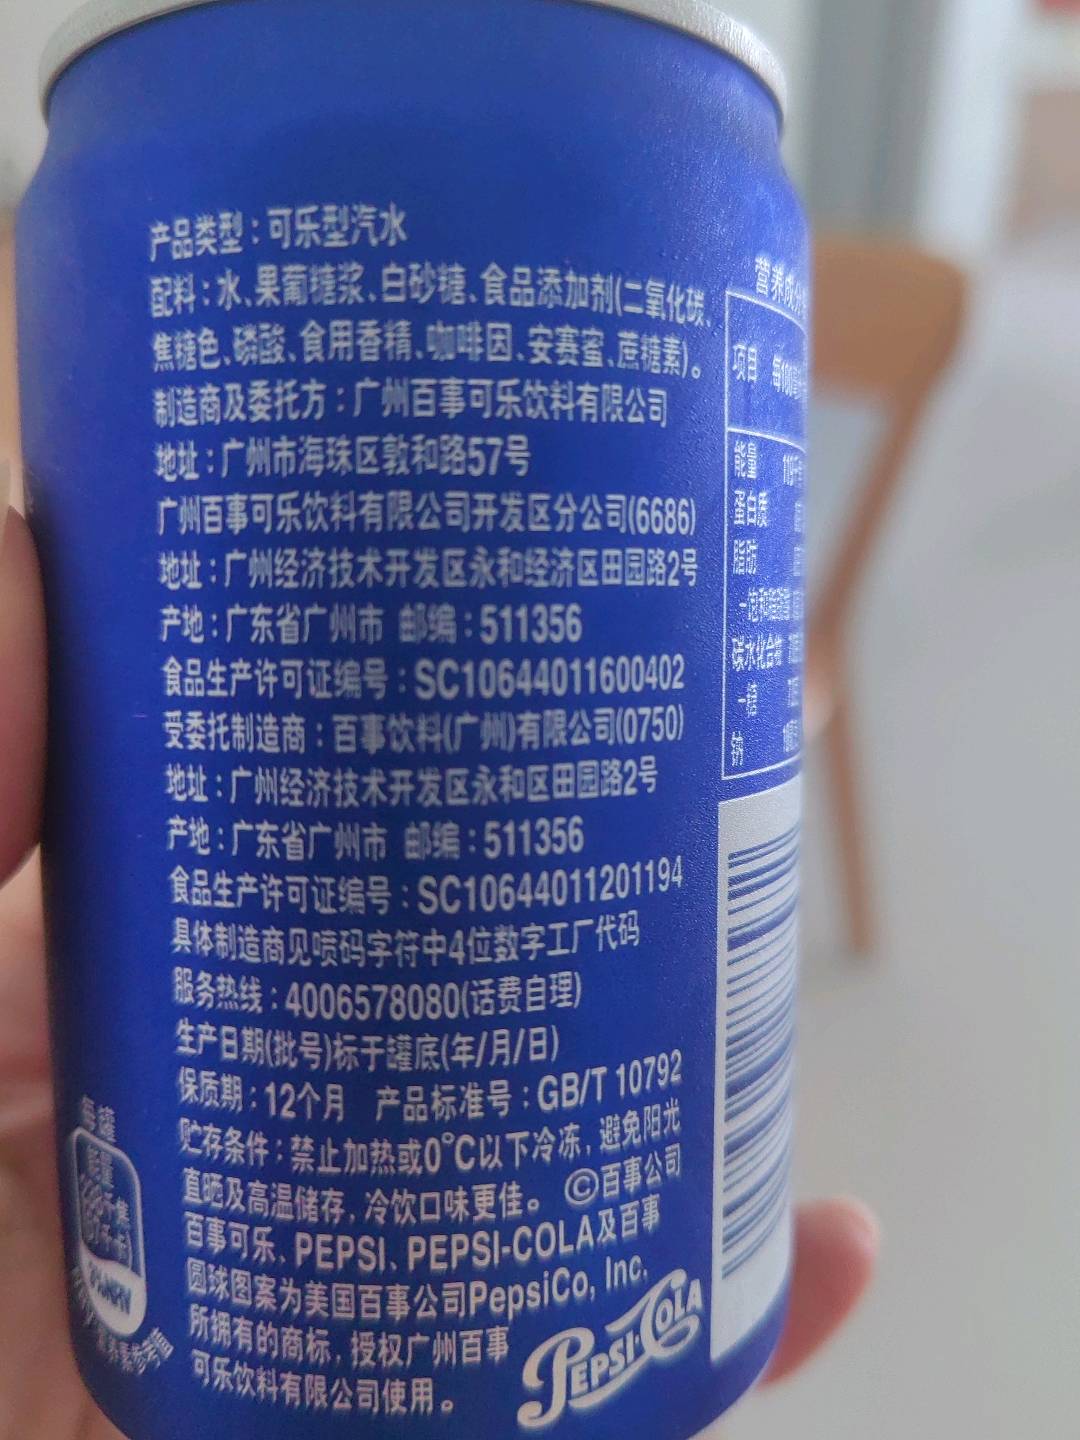 产品类型：可乐型汽水
配料：水、果葡糖浆、白砂糖、食品添加剂(二氧化碳、
焦糖色、磷酸、食用香精、咖啡因、安赛蜜、蔗糖素)。
制造商及委托方：广州百事可乐饮料有限公司
地址：广州市海珠区敦和路57号
广州百事可乐饮料有限公司开发区分公司(6686)
地址：广州经济技术开发区永和经济区田园路2号
产地：广东省广州市 邮编：511356
食品生产许可证编号：SC10644011600402
受委托制造商：百事饮料(广州)有限公司(0750)
地址：广州经济技术开发区永和区田园路2号
产地：广东省广州市 邮编：511356
食品生产许可证编号：SC10644011201194
具体制造商见喷码字符中4位数字工厂代码
服务热线：4006578080(话费自理)
生产日期(批号)标于罐底(年/月/日)
保质期：12个月 产品标准号：GB/T 10792
贮存条件：禁止加热或0°C以下冷冻，避免阳光
直晒及高温储存，冷饮口味更佳。©百事公司
百事可乐、PEPSI、PEPSI-COLA及百事
圆球图案为美国百事公司PepsiCo, Inc.
所拥有的商标，授权广州百事
可乐饮料有限公司使用。
PEPSI-COLA
营养成分
项目 每100毫
能量
蛋白质
脂肪
-饱和脂肪
碳水化合物
-糖
钠
每罐
能量
营养素参考值